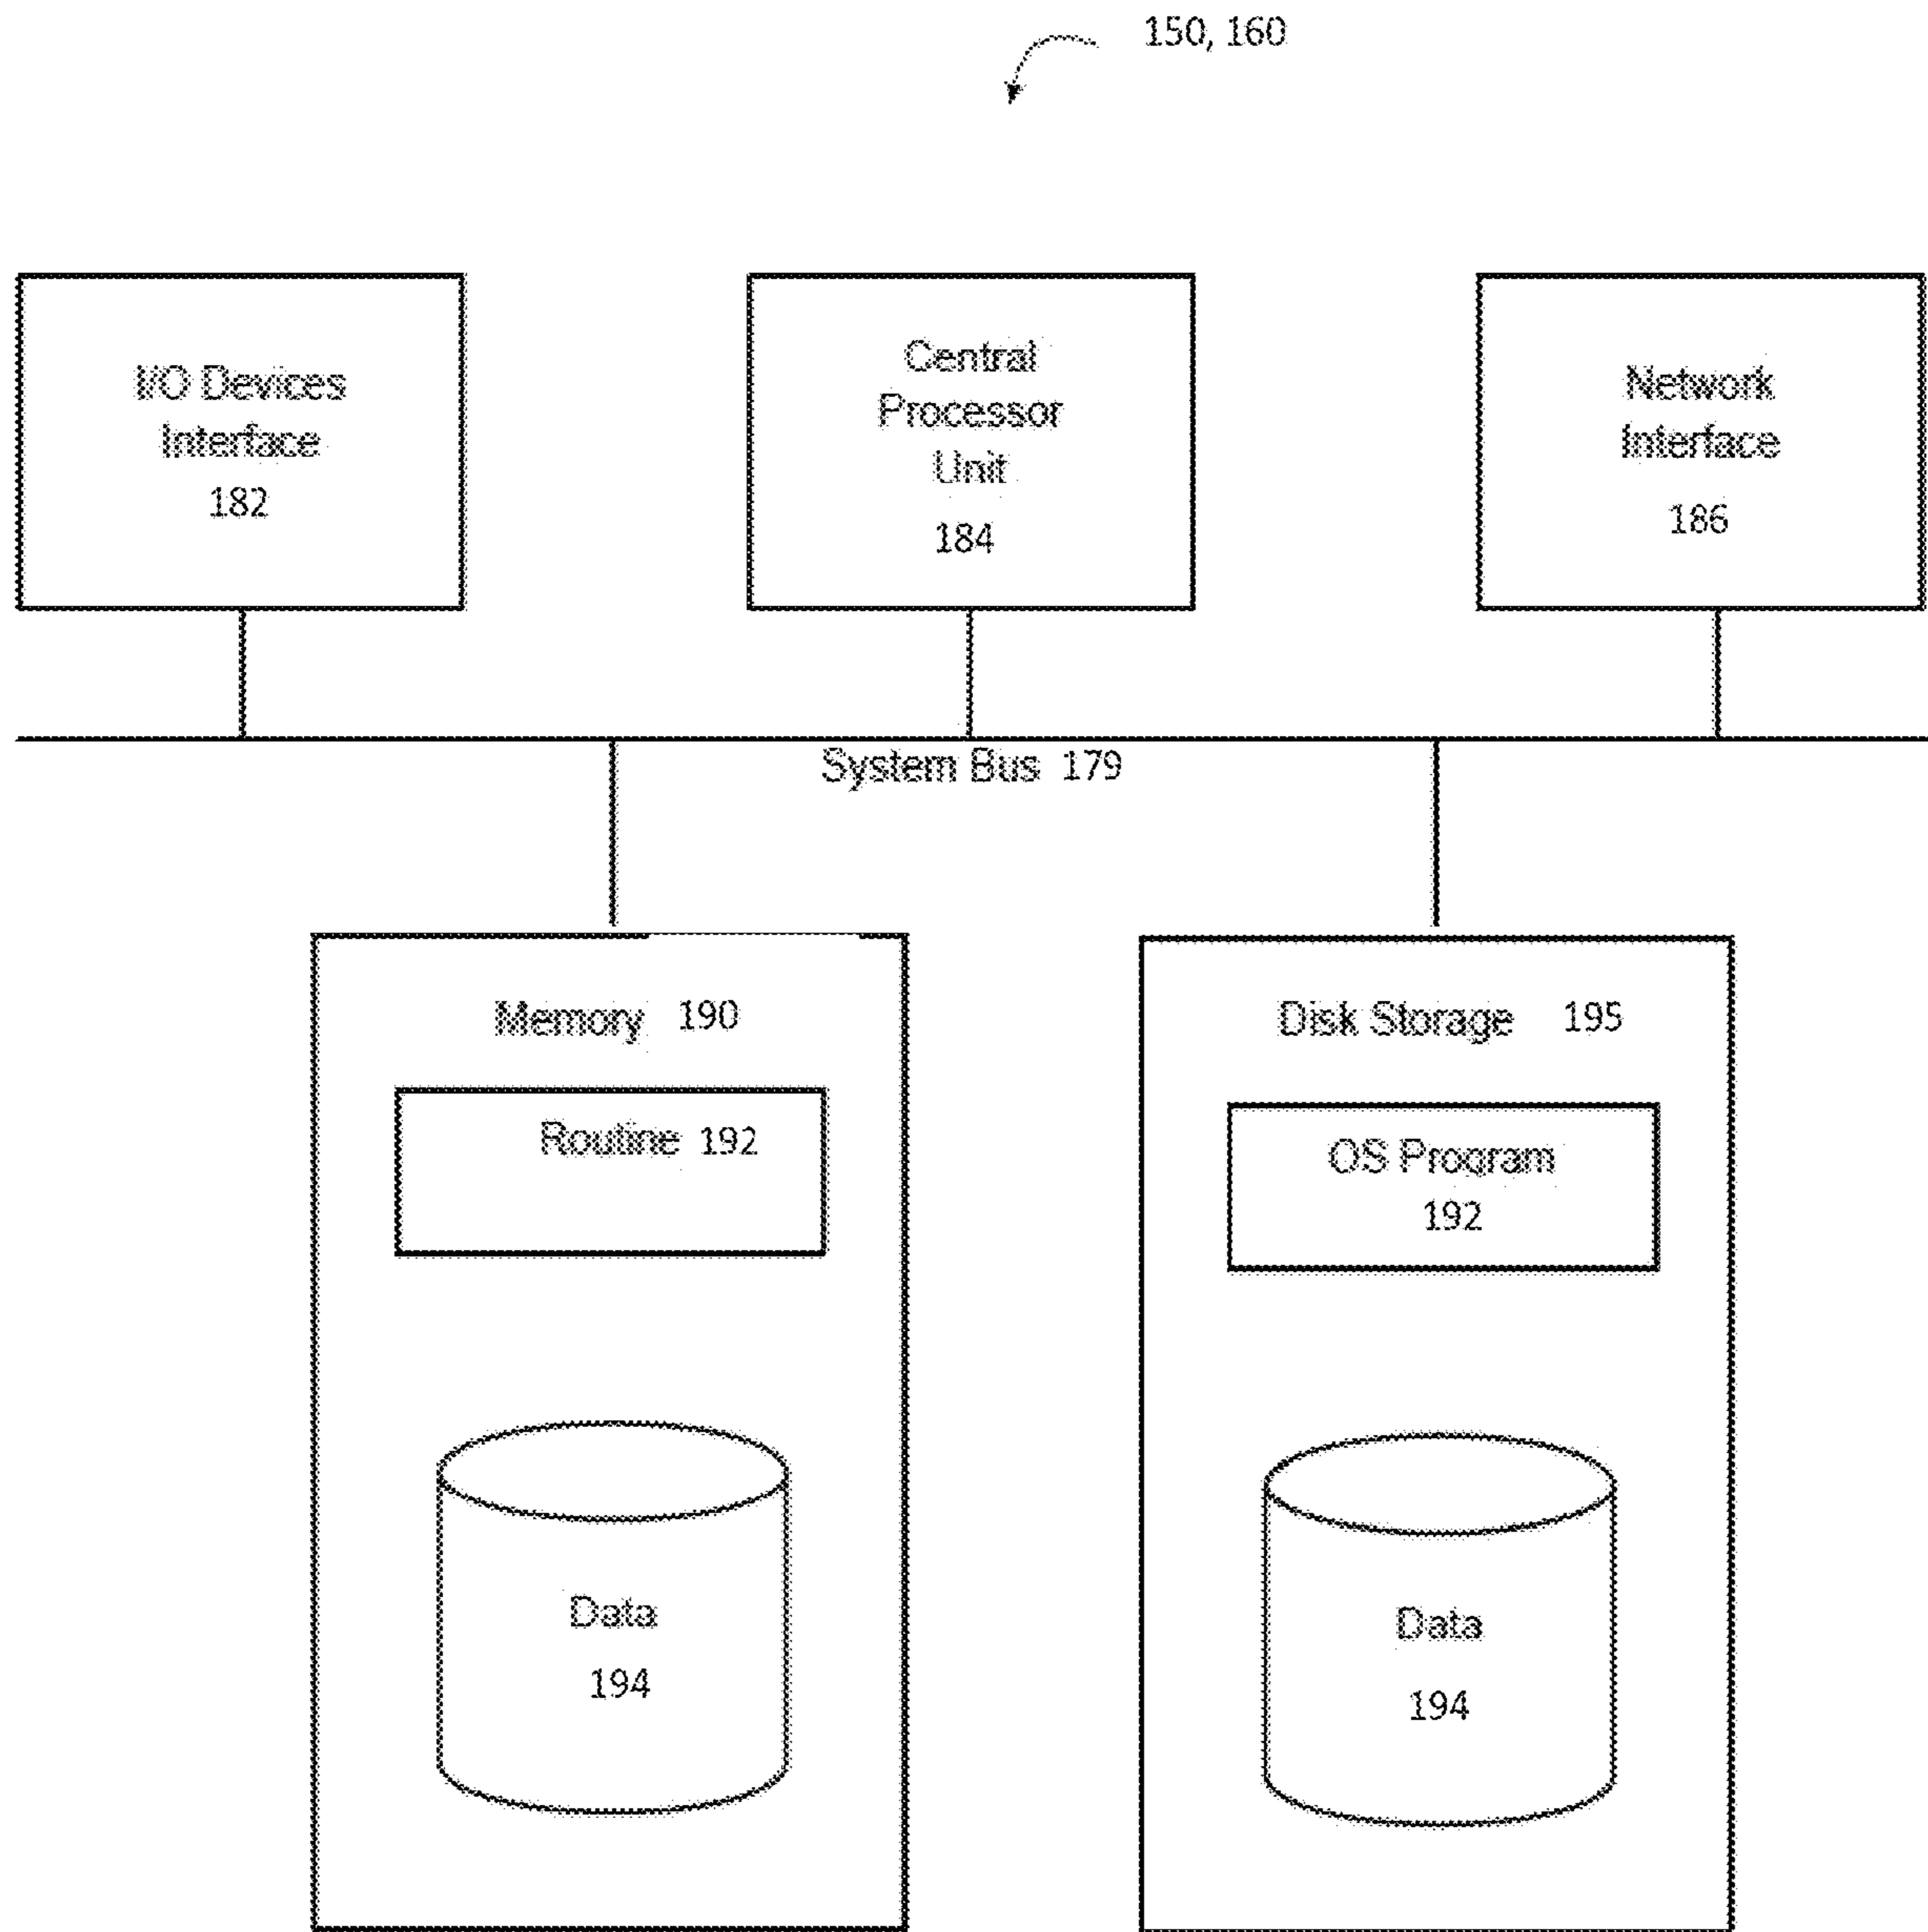 150, 160
I/O Devices
Interface
182
Central
Processor
Unit
184
Network
Interface
186
System Bus 179
Memory 190
Routine 192
Data
194
Disk Storage 195
OS Program
192
Data
194